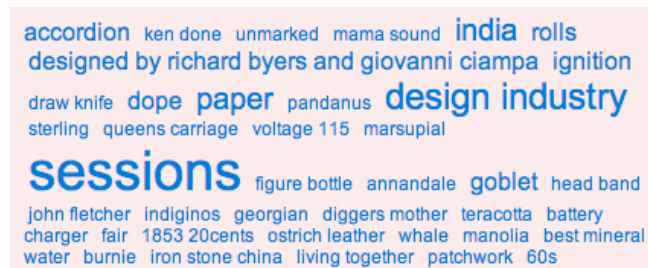 accordion ken done unmarked mama sound india rolls
designed by richard byers and giovanni ciampa ignition
draw knife dope paper pandanus design industry
sterling queens carriage voltage 115 marsupial
sessions figure bottle annandale goblet head band
john fletcher indiginos georgian diggers mother teracotta battery
charger fair 1853 20cents ostrich leather whale manolia best mineral
water burnie iron stone china living together patchwork 60s